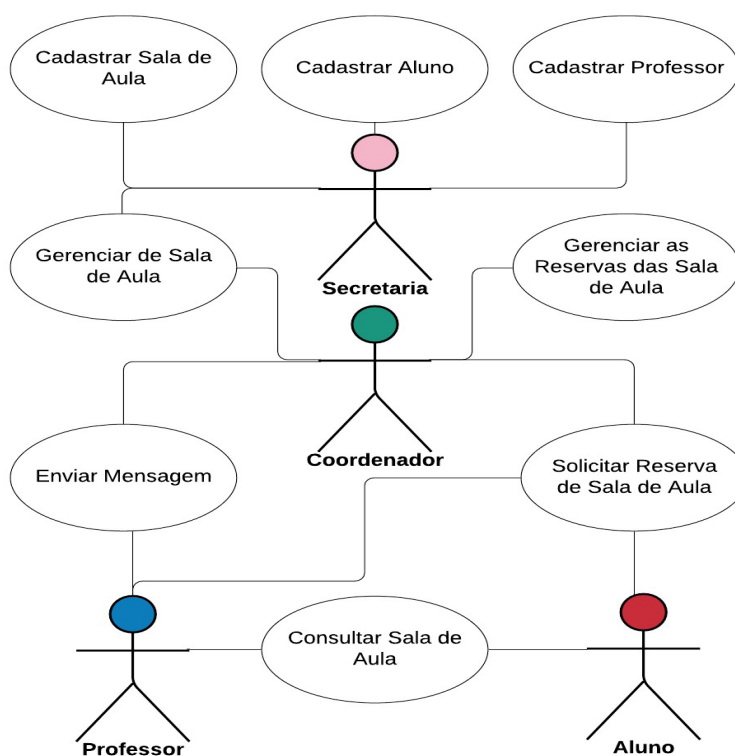 Cadastrar Sala de
Aula
Cadastrar Aluno
Cadastrar Professor
Gerenciar de Sala
de Aula
Gerenciar as
Reservas das Sala
de Aula
Secretaria
Enviar Mensagem
Coordenador
Solicitar Reserva
de Sala de Aula
Consultar Sala de
Aula
Professor
Aluno